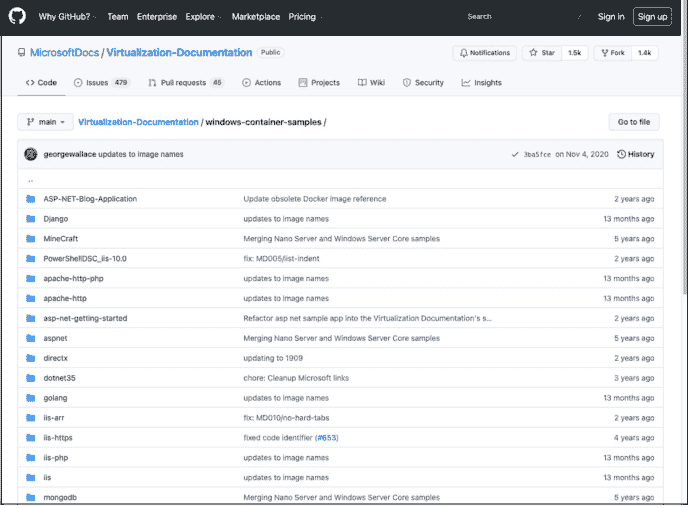 Why GitHub? Team Enterprise Explore Marketplace Pricing Search / Sign in Sign up
MicrosoftDocs / Virtualization-Documentation Public Notifications Star 1.5k Fork 1.4k
Code Issues 479 Pull requests 45 Actions Projects Wiki Security Insights
main Virtualization-Documentation / windows-container-samples / Go to file
georgewallace updates to image names 3ba5fce on Nov 4, 2020 History
..
ASP-NET-Blog-Application Update obsolete Docker image reference 2 years ago
Django updates to image names 13 months ago
MineCraft Merging Nano Server and Windows Server Core samples 5 years ago
PowerShellDSC_iis-10.0 fix: MD005/list-indent 2 years ago
apache-http-php updates to image names 13 months ago
apache-http updates to image names 13 months ago
asp-net-getting-started Refactor asp net sample app into the Virtualization Documentation's s... 2 years ago
aspnet Merging Nano Server and Windows Server Core samples 5 years ago
directx updating to 1909 2 years ago
dotnet35 chore: Cleanup Microsoft links 3 years ago
golang updates to image names 13 months ago
iis-arr fix: MD010/no-hard-tabs 2 years ago
iis-https fixed code identifier (#653) 4 years ago
iis-php updates to image names 13 months ago
iis updates to image names 13 months ago
mongodb Merging Nano Server and Windows Server Core samples 5 years ago